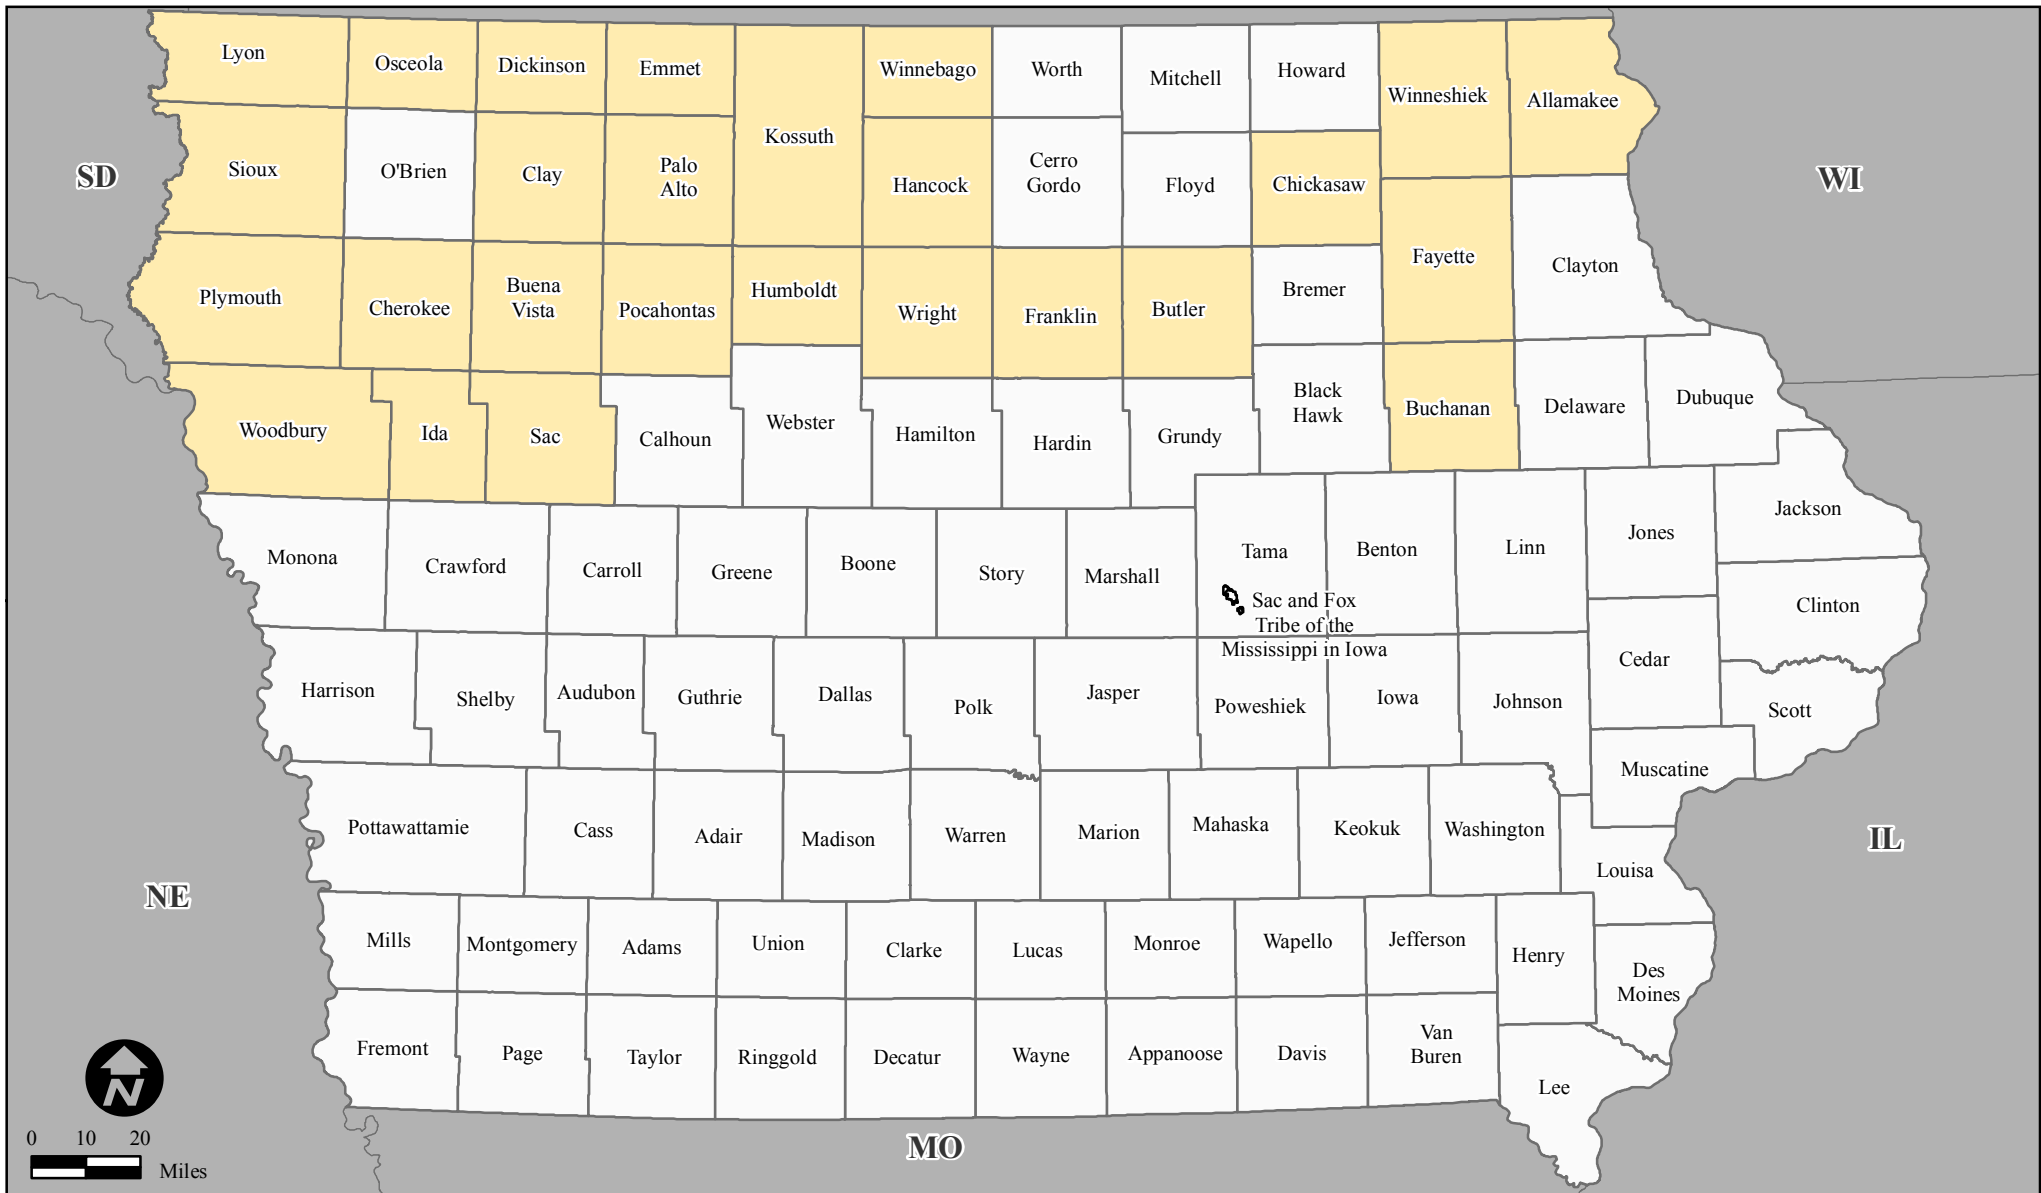 Lyon
Osceola
Dickinson
Emmet
Kossuth
Winnebago
Worth
Mitchell
Howard
Winneshiek
Allamakee
SD
Sioux
O'Brien
Clay
Palo
Alto
Hancock
Cerro
Gordo
Floyd
Chickasaw
WI
Plymouth
Cherokee
Buena
Vista
Pocahontas
Humboldt
Wright
Franklin
Butler
Bremer
Fayette
Clayton
Woodbury
Ida
Sac
Calhoun
Webster
Hamilton
Hardin
Grundy
Black
Hawk
Buchanan
Delaware
Dubuque
Monona
Crawford
Carroll
Greene
Boone
Story
Marshall
Tama
Benton
Linn
Jones
Jackson
Sac and Fox
Tribe of the
Mississippi in Iowa
Clinton
Harrison
Shelby
Audubon
Guthrie
Dallas
Polk
Jasper
Poweshiek
Iowa
Johnson
Cedar
Scott
Muscatine
Pottawattamie
Cass
Adair
Madison
Warren
Marion
Mahaska
Keokuk
Washington
Louisa
IL
NE
Mills
Montgomery
Adams
Union
Clarke
Lucas
Monroe
Wapello
Jefferson
Henry
Des
Moines
Fremont
Page
Taylor
Ringgold
Decatur
Wayne
Appanoose
Davis
Van
Buren
Lee
N
0 10 20
Miles
MO